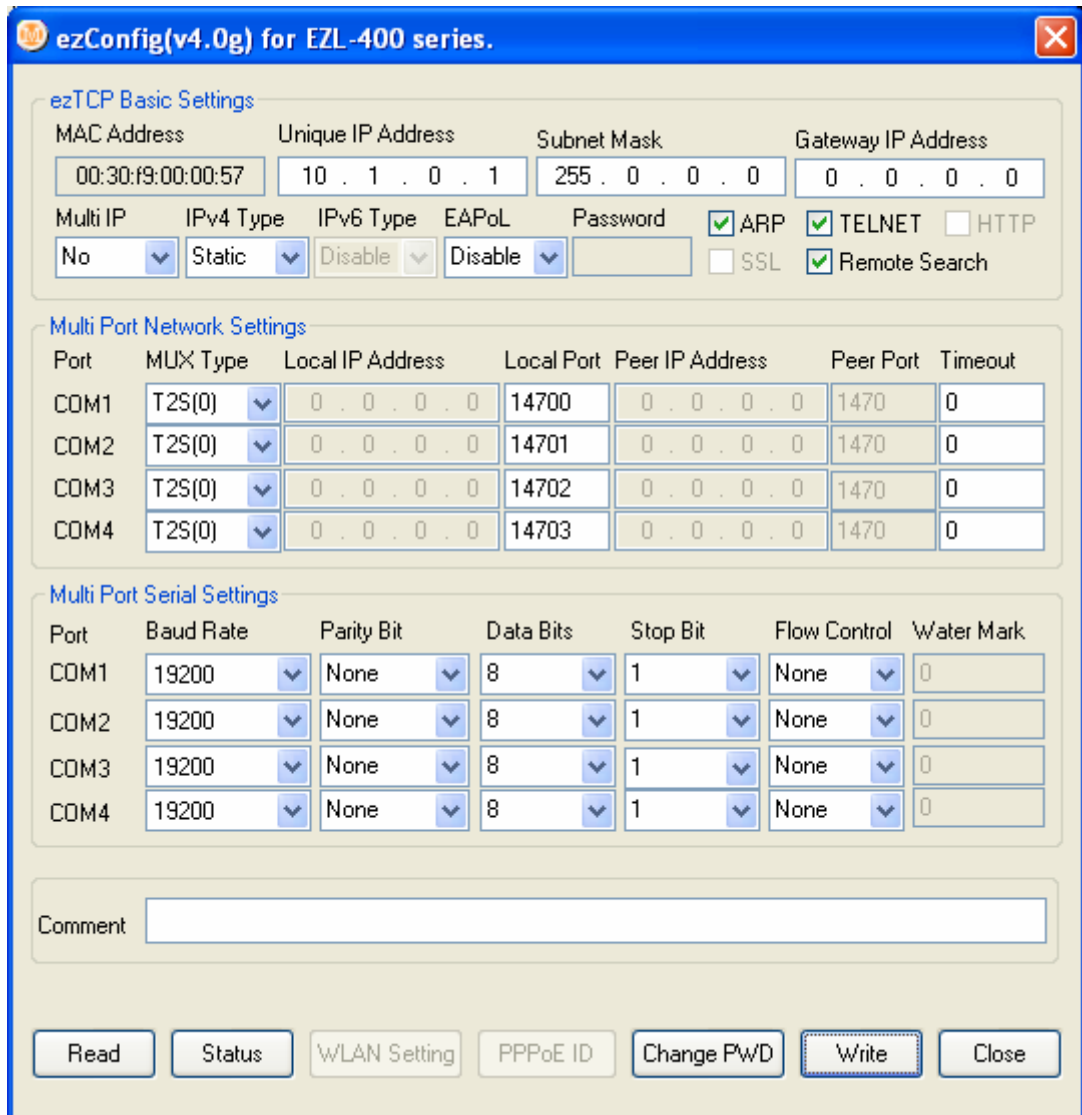 ezConfig(v4.0g) for EZL-400 series.
ezTCP Basic Settings
MAC Address Unique IP Address Subnet Mask Gateway IP Address
00:30:f9:00:00:57 10 . 1 . 0 . 1 255 . 0 . 0 . 0 0 . 0 . 0 . 0
Multi IP IPv4 Type IPv6 Type EAPoL Password ARP TELNET HTTP
No Static Disable Disable SSL Remote Search
Multi Port Network Settings
Port MUX Type Local IP Address Local Port Peer IP Address Peer Port Timeout
COM1 T2S(0) 0 . 0 . 0 . 0 14700 0 . 0 . 0 . 0 1470 0
COM2 T2S(0) 0 . 0 . 0 . 0 14701 0 . 0 . 0 . 0 1470 0
COM3 T2S(0) 0 . 0 . 0 . 0 14702 0 . 0 . 0 . 0 1470 0
COM4 T2S(0) 0 . 0 . 0 . 0 14703 0 . 0 . 0 . 0 1470 0
Multi Port Serial Settings
Port Baud Rate Parity Bit Data Bits Stop Bit Flow Control Water Mark
COM1 19200 None 8 1 None 0
COM2 19200 None 8 1 None 0
COM3 19200 None 8 1 None 0
COM4 19200 None 8 1 None 0
Comment
Read Status WLAN Setting PPPoE ID Change PWD Write Close